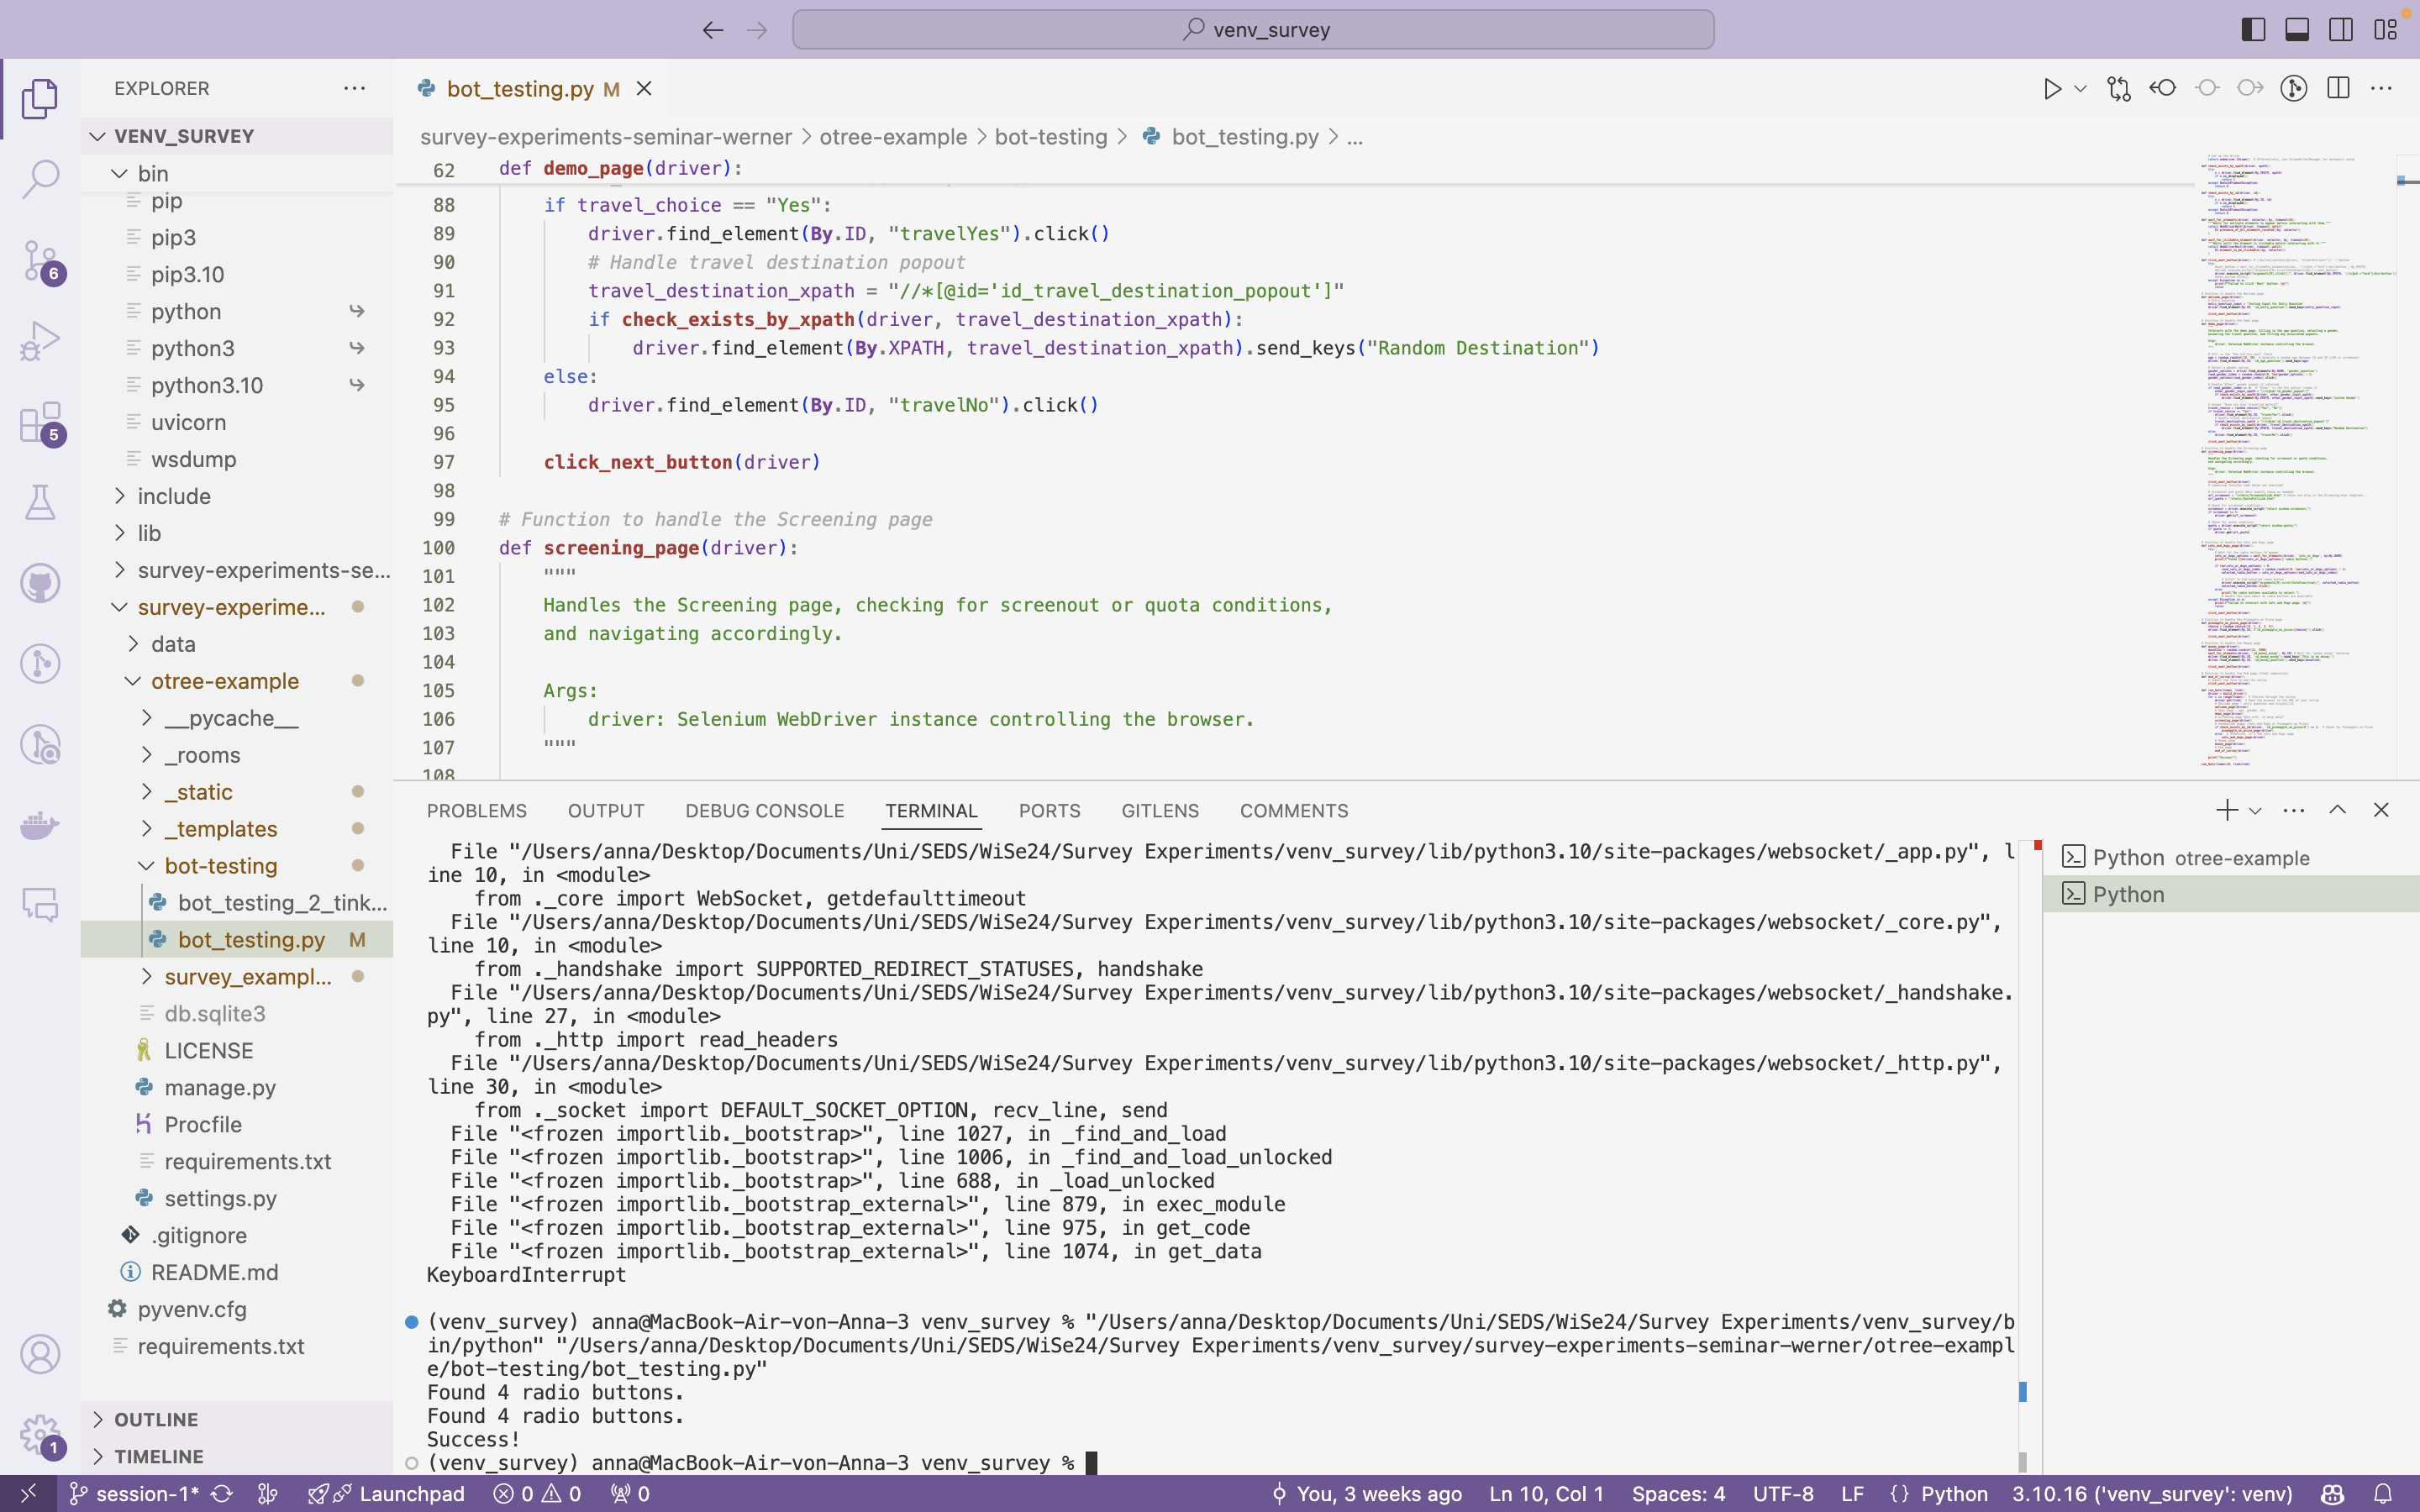 venv_survey
EXPLORER
VENV_SURVEY
bin
pip
pip3
pip3.10
python
python3
python3.10
uvicorn
wsdump
include
lib
survey-experiments-se...
survey-experime...
data
otree-example
__pycache__
_rooms
_static
_templates
bot-testing
bot_testing_2_tink...
bot_testing.py M
survey_exampl...
db.sqlite3
LICENSE
manage.py
Procfile
requirements.txt
settings.py
.gitignore
README.md
pyvenv.cfg
requirements.txt
OUTLINE
TIMELINE
6
5
1
bot_testing.py M
survey-experiments-seminar-werner > otree-example > bot-testing > bot_testing.py > ...
62 def demo_page(driver):
88 if travel_choice == "Yes":
89 driver.find_element(By.ID, "travelYes").click()
90 # Handle travel destination popout
91 travel_destination_xpath = "//*[@id='id_travel_destination_popout']"
92 if check_exists_by_xpath(driver, travel_destination_xpath):
93 driver.find_element(By.XPATH, travel_destination_xpath).send_keys("Random Destination")
94 else:
95 driver.find_element(By.ID, "travelNo").click()
96
97 click_next_button(driver)
98
99 # Function to handle the Screening page
100 def screening_page(driver):
101 """
102 Handles the Screening page, checking for screenout or quota conditions,
103 and navigating accordingly.
104
105 Args:
106 driver: Selenium WebDriver instance controlling the browser.
107 """
108
PROBLEMS OUTPUT DEBUG CONSOLE TERMINAL PORTS GITLENS COMMENTS
File "/Users/anna/Desktop/Documents/Uni/SEDS/WiSe24/Survey Experiments/venv_survey/lib/python3.10/site-packages/websocket/_app.py", l
ine 10, in <module>
from ._core import WebSocket, getdefaulttimeout
File "/Users/anna/Desktop/Documents/Uni/SEDS/WiSe24/Survey Experiments/venv_survey/lib/python3.10/site-packages/websocket/_core.py",
line 10, in <module>
from ._handshake import SUPPORTED_REDIRECT_STATUSES, handshake
File "/Users/anna/Desktop/Documents/Uni/SEDS/WiSe24/Survey Experiments/venv_survey/lib/python3.10/site-packages/websocket/_handshake.
py", line 27, in <module>
from ._http import read_headers
File "/Users/anna/Desktop/Documents/Uni/SEDS/WiSe24/Survey Experiments/venv_survey/lib/python3.10/site-packages/websocket/_http.py",
line 30, in <module>
from ._socket import DEFAULT_SOCKET_OPTION, recv_line, send
File "<frozen importlib._bootstrap>", line 1027, in _find_and_load
File "<frozen importlib._bootstrap>", line 1006, in _find_and_load_unlocked
File "<frozen importlib._bootstrap>", line 688, in _load_unlocked
File "<frozen importlib._bootstrap_external>", line 879, in exec_module
File "<frozen importlib._bootstrap_external>", line 975, in get_code
File "<frozen importlib._bootstrap_external>", line 1074, in get_data
KeyboardInterrupt
(venv_survey) anna@MacBook-Air-von-Anna-3 venv_survey % "/Users/anna/Desktop/Documents/Uni/SEDS/WiSe24/Survey Experiments/venv_survey/b
in/python" "/Users/anna/Desktop/Documents/Uni/SEDS/WiSe24/Survey Experiments/venv_survey/survey-experiments-seminar-werner/otree-exampl
e/bot-testing/bot_testing.py"
Found 4 radio buttons.
Found 4 radio buttons.
Success!
(venv_survey) anna@MacBook-Air-von-Anna-3 venv_survey %
Python otree-example
Python
session-1* Launchpad 0 0 0 You, 3 weeks ago Ln 10, Col 1 Spaces: 4 UTF-8 LF {} Python 3.10.16 ('venv_survey': venv)